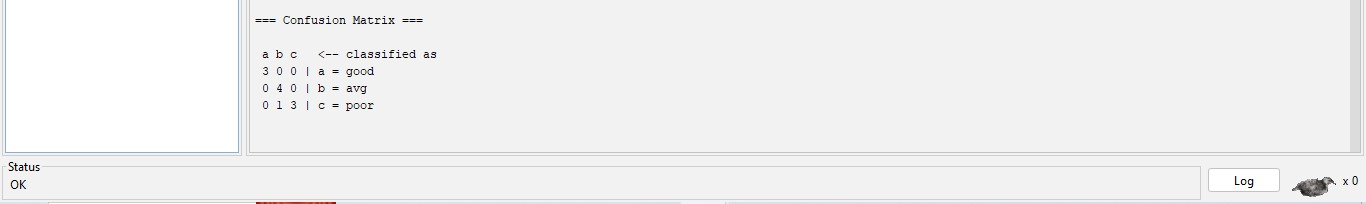 === Confusion Matrix ===
a b c   <-- classified as
3 0 0 | a = good
0 4 0 | b = avg
0 1 3 | c = poor
Status
OK
Log
x 0